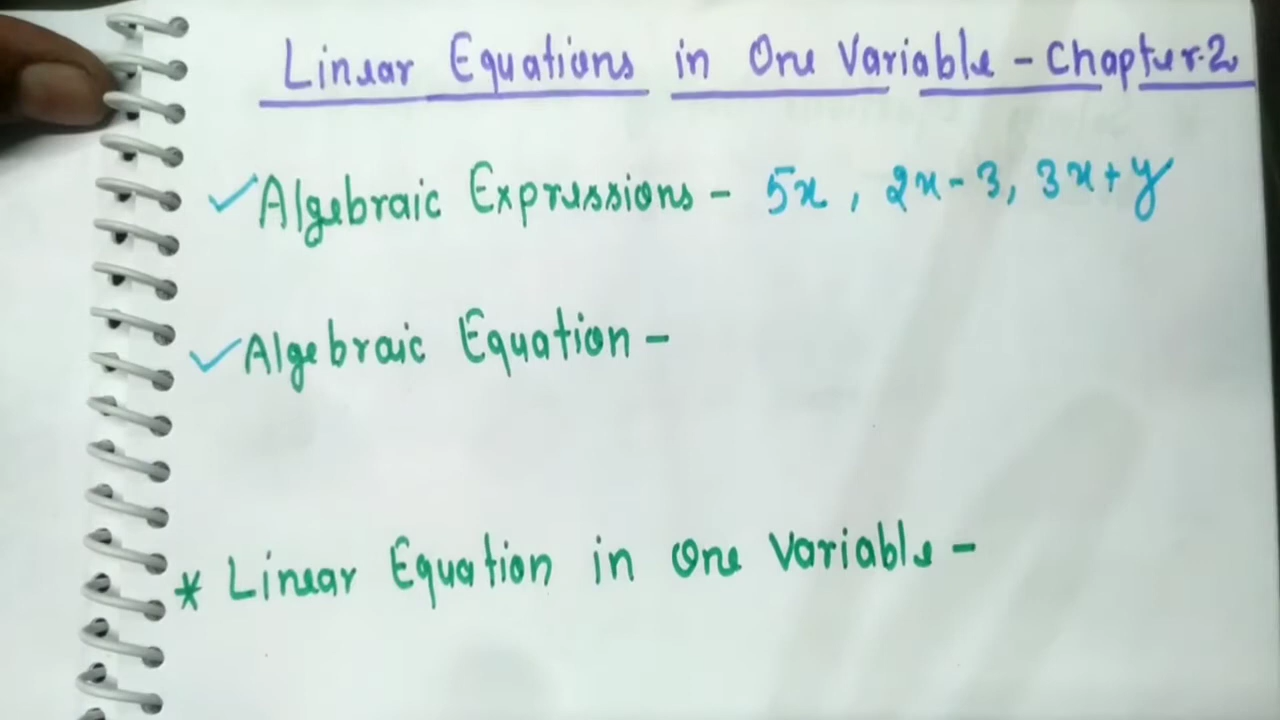 Linear Equations in One Variable - Chapter.2
✓Algebraic Expressions - 5x, 2x-3, 3x+y
✓Algebraic Equation -
* Linear Equation in One Variable -